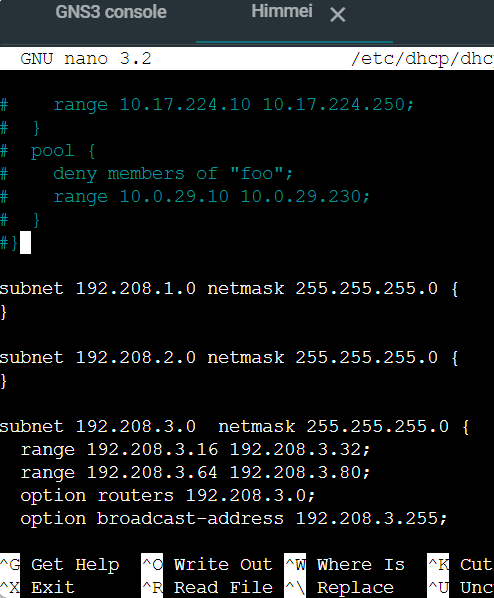 GNS3 console Himmei ×
GNU nano 3.2 /etc/dhcp/dhcp
# range 10.17.224.10 10.17.224.250;
# }
# pool {
# deny members of "foo";
# range 10.0.29.10 10.0.29.230;
# }
#}
subnet 192.208.1.0 netmask 255.255.255.0 {
}
subnet 192.208.2.0 netmask 255.255.255.0 {
}
subnet 192.208.3.0  netmask 255.255.255.0 {
range 192.208.3.16 192.208.3.32;
range 192.208.3.64 192.208.3.80;
option routers 192.208.3.0;
option broadcast-address 192.208.3.255;
^G Get Help ^O Write Out ^W Where Is ^K Cut
^X Exit ^R Read File ^\ Replace ^U Unc